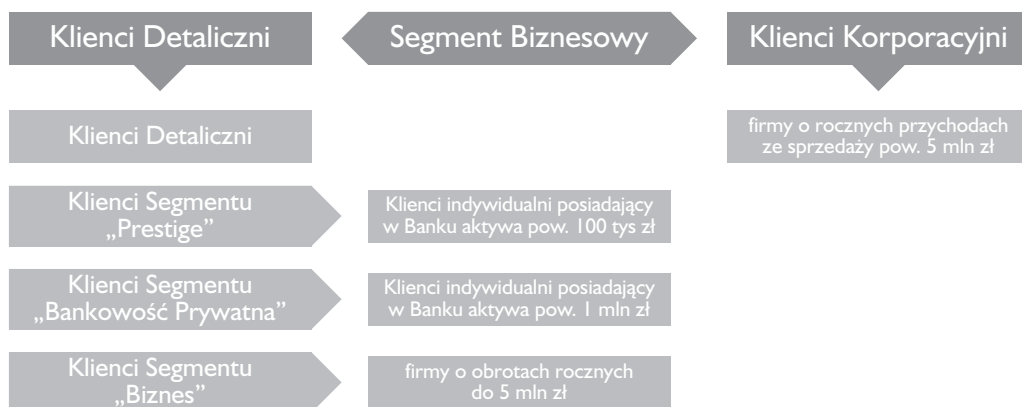 Klienci Detaliczni
Segment Biznesowy
Klienci Korporacyjni
Klienci Detaliczni
firmy o rocznych przychodach
ze sprzedaży pow. 5 mln zł
Klienci Segmentu
„Prestige”
Klienci indywidualni posiadający
w Banku aktywa pow. 100 tys zł
Klienci Segmentu
„Bankowość Prywatna”
Klienci indywidualni posiadający
w Banku aktywa pow. 1 mln zł
Klienci Segmentu
„Biznes”
firmy o obrotach rocznych
do 5 mln zł